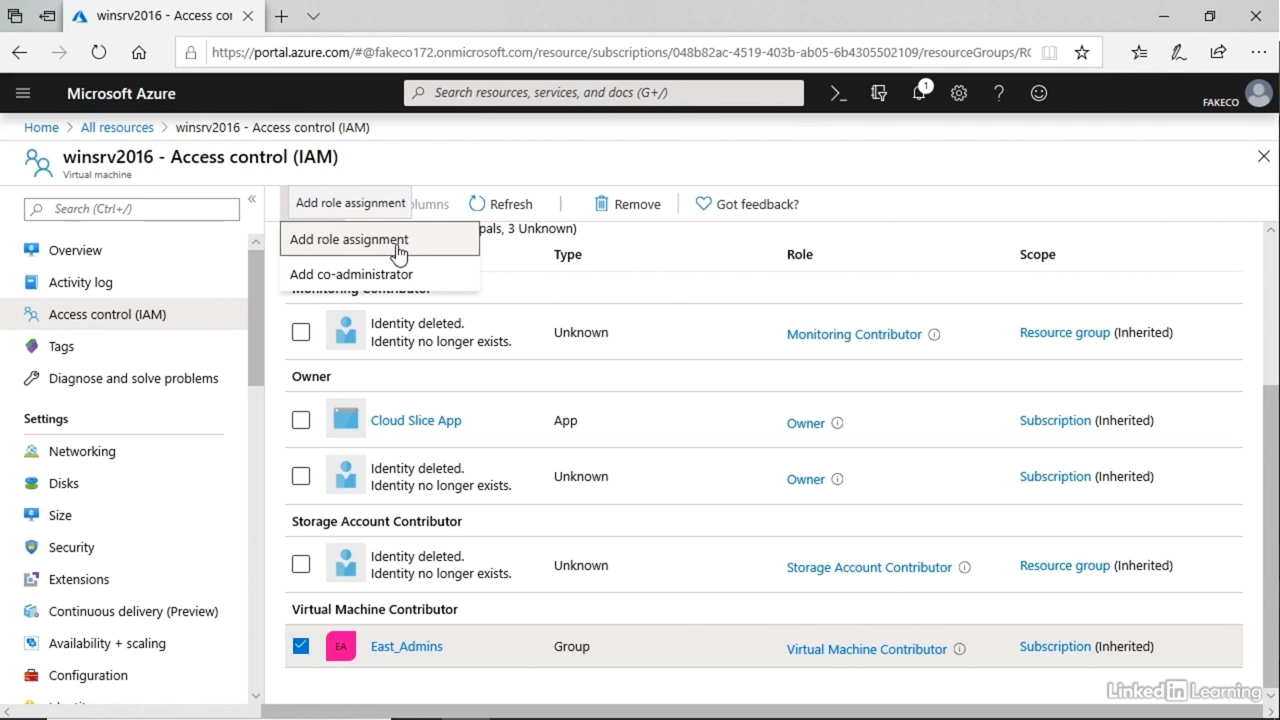 winsrv2016 - Access cor
https://portal.azure.com/#@fakeco172.onmicrosoft.com/resource/subscriptions/048b82ac-4519-403b-ab05-6b4305502109/resourceGroups/RG
Microsoft Azure
Search resources, services, and docs (G+/)
1
FAKECO
Home > All resources > winsrv2016 - Access control (IAM)
winsrv2016 - Access control (IAM)
Virtual machine
Search (Ctrl+/)
Overview
Activity log
Access control (IAM)
Tags
Diagnose and solve problems
Settings
Networking
Disks
Size
Security
Extensions
Continuous delivery (Preview)
Availability + scaling
Configuration
Add role assignment
lumns
Refresh
Remove
Got feedback?
Add role assignment
Add co-administrator
pals, 3 Unknown)
Type Role Scope
Monitoring Contributor
Identity deleted.
Identity no longer exists.
Unknown Monitoring Contributor Resource group (Inherited)
Owner
Cloud Slice App App Owner Subscription (Inherited)
Identity deleted.
Identity no longer exists.
Unknown Owner Subscription (Inherited)
Storage Account Contributor
Identity deleted.
Identity no longer exists.
Unknown Storage Account Contributor Resource group (Inherited)
Virtual Machine Contributor
EA East_Admins Group Virtual Machine Contributor Subscription (Inherited)
Linked in Learning